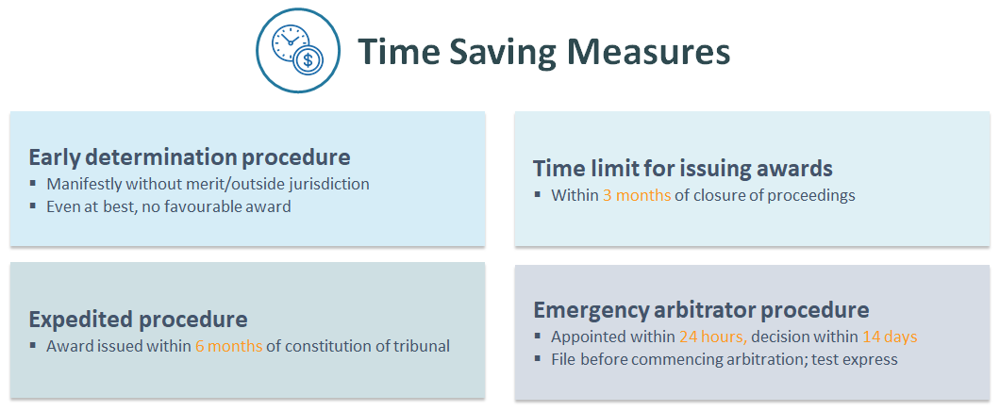 Time Saving Measures
Early determination procedure
▪ Manifestly without merit/outside jurisdiction
▪ Even at best, no favourable award
Time limit for issuing awards
▪ Within 3 months of closure of proceedings
Expedited procedure
▪ Award issued within 6 months of constitution of tribunal
Emergency arbitrator procedure
▪ Appointed within 24 hours, decision within 14 days
▪ File before commencing arbitration; test express